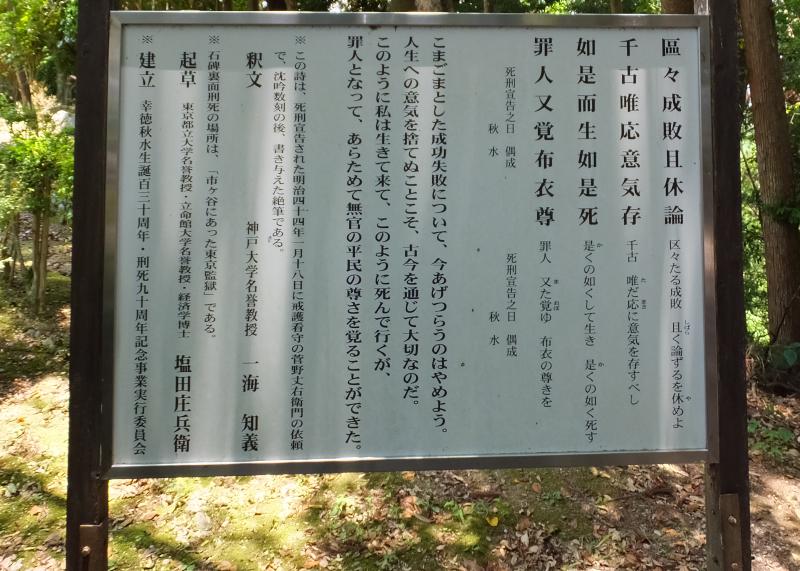 區々成敗且休論
区々たる成敗 且く論ずるを休めよ
しばら
や
千古唯応意気存
千古 唯だ応に意気を存すべし
た
まさ
如是而生如是死
是くの如くして生き 是くの如く死す
か
か
罪人又覚布衣尊
罪人 又た覚ゆ 布衣の尊きを
ま
おぼ
死刑宣告之日 偶成
死刑宣告之日 偶成
秋水
秋水
こまごまとした成功失敗について、今あげつらうのはやめよう。
人生への意気を捨てぬことこそ、古今を通じて大切なのだ。
このように私は生きて来て、このように死んで行くが、
罪人となって、あらためて無官の平民の尊さを覚ることができた。
※ この詩は、死刑宣告された明治四十四年一月十八日に戒護看守の菅野丈右衛門の依頼
で、沈吟数刻の後、書き与えた絶筆である。
釈文 神戸大学名誉教授 一海 知義
※ 石碑裏面刑死の場所は、「市ヶ谷にあった東京監獄」である。
起草 東京都立大学名誉教授・立命館大学名誉教授・経済学博士 塩田庄兵衛
※ 建立 幸徳秋水生誕百三十周年・刑死九十周年記念事業実行委員会